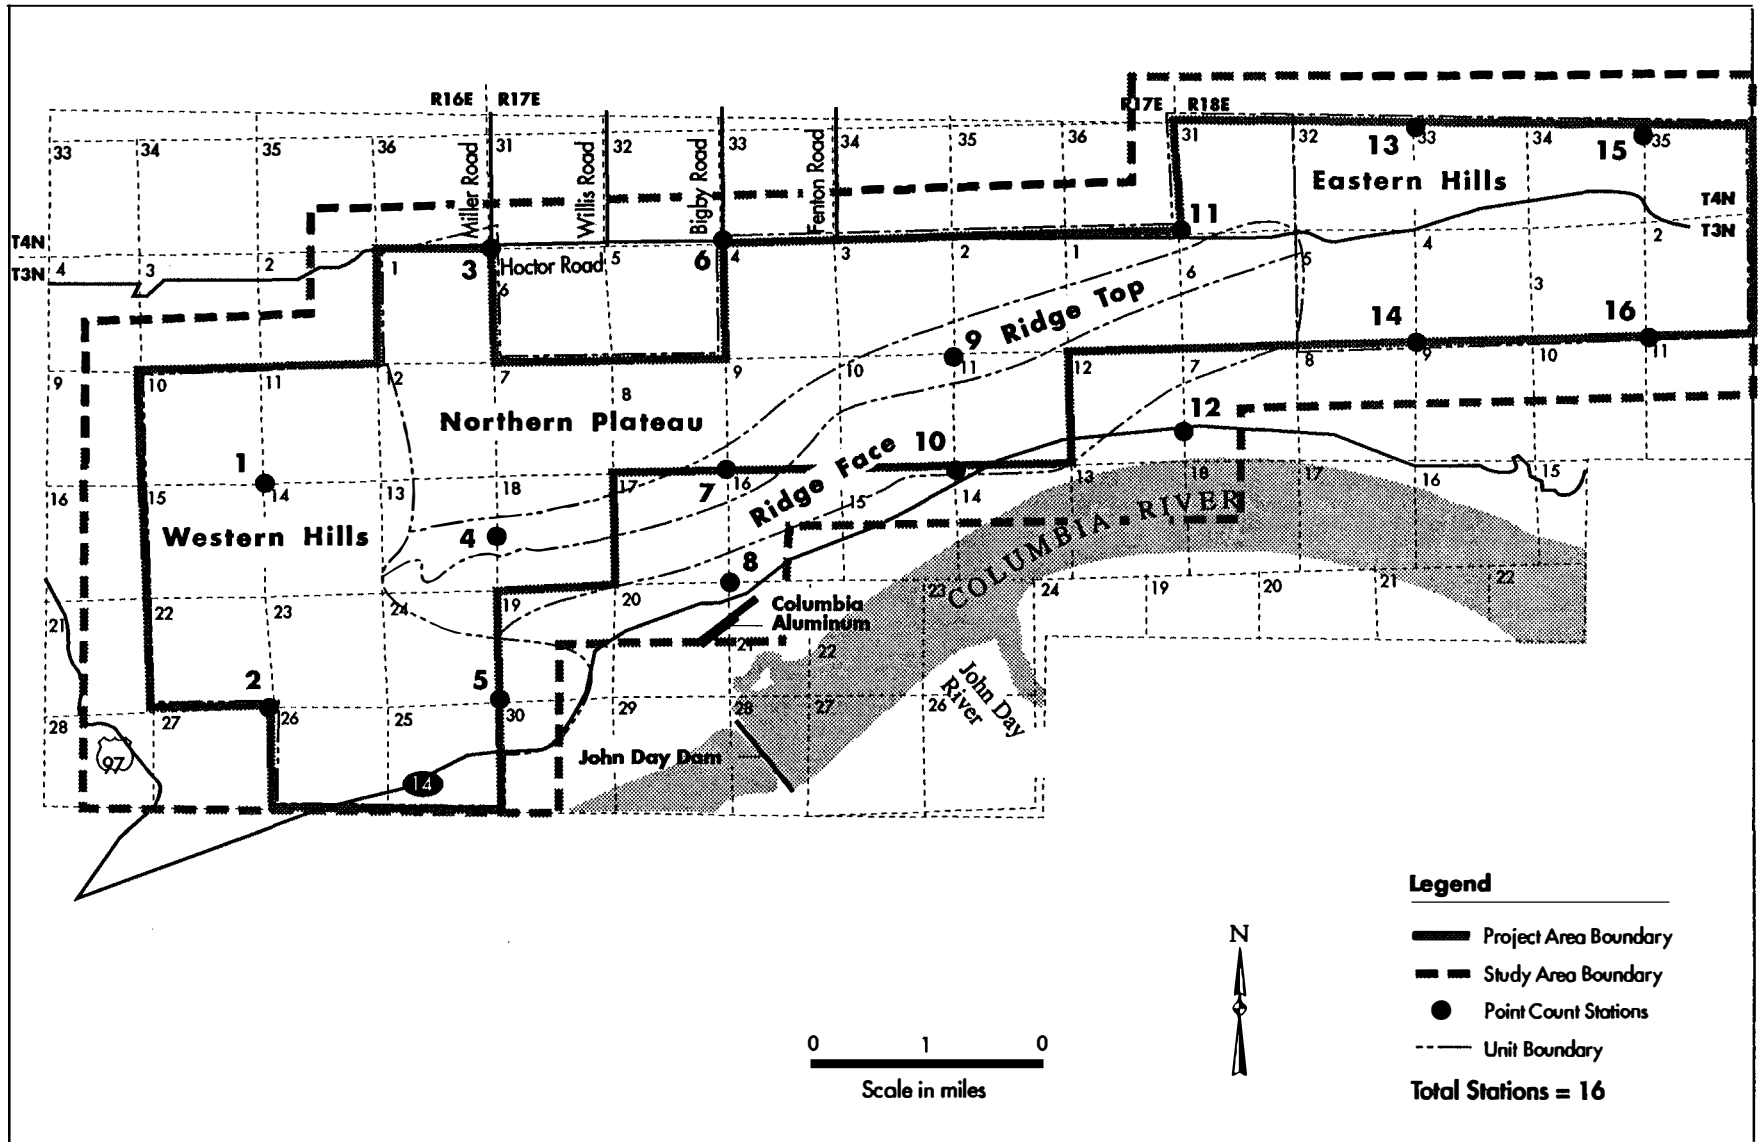 R16E R17E
R17E R18E
33 34 35 36 31 32 33 34 35 36 31 32 33 34 35
Miller Road
Willis Road
Bigby Road
Fenton Road
13 15
Eastern Hills
11
T4N T4N
T3N T3N
4 3 2 1 6 5 4 3 2 1 6 5 4 3 2
3 Hoctor Road 6
9 Ridge Top
14 16
9 10 11 12 7 8 9 10 11 12 7 8 9 10 11
Northern Plateau
12
1
Ridge Face 10
16 15 14 13 18 17 16 15 14 13 18 17 16 15
7
Western Hills 4
COLUMBIA RIVER
8
21 22 23 24 19 20 21 22 23 24 19 20 21 22
Columbia
Aluminum
2 5
John Day
River
28 27 26 25 30 29 28 27 26
97
14
John Day Dam
Legend
Project Area Boundary
Study Area Boundary
Point Count Stations
Unit Boundary
Total Stations = 16
N
0 1 0
Scale in miles